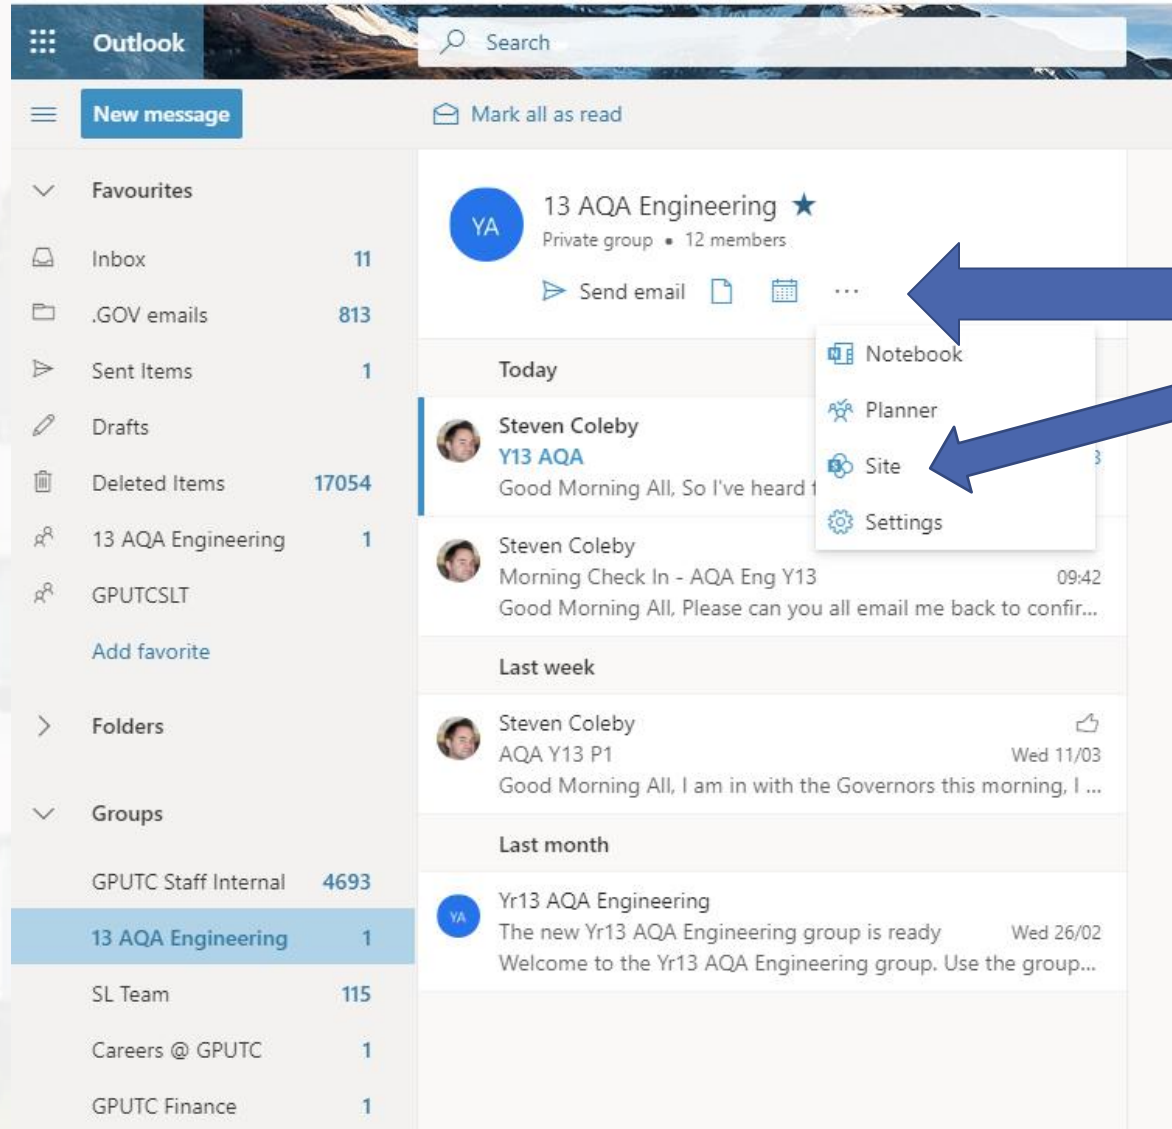 Outlook
Search
New message
Mark all as read
Favourites
Inbox 11
.GOV emails 813
Sent Items 1
Drafts
Deleted Items 17054
13 AQA Engineering 1
GPUTCSLT
Add favorite
Folders
Groups
GPUTC Staff Internal 4693
13 AQA Engineering 1
SL Team 115
Careers @ GPUTC 1
GPUTC Finance 1
YA
13 AQA Engineering
Private group • 12 members
Send email
...
Notebook
Planner
Site
Settings
Today
Steven Coleby
Y13 AQA
Good Morning All, So I've heard
Steven Coleby
Morning Check In - AQA Eng Y13 09:42
Good Morning All, Please can you all email me back to confir...
Last week
Steven Coleby
AQA Y13 P1 Wed 11/03
Good Morning All, I am in with the Governors this morning, I ...
Last month
YA
Yr13 AQA Engineering
The new Yr13 AQA Engineering group is ready Wed 26/02
Welcome to the Yr13 AQA Engineering group. Use the group...